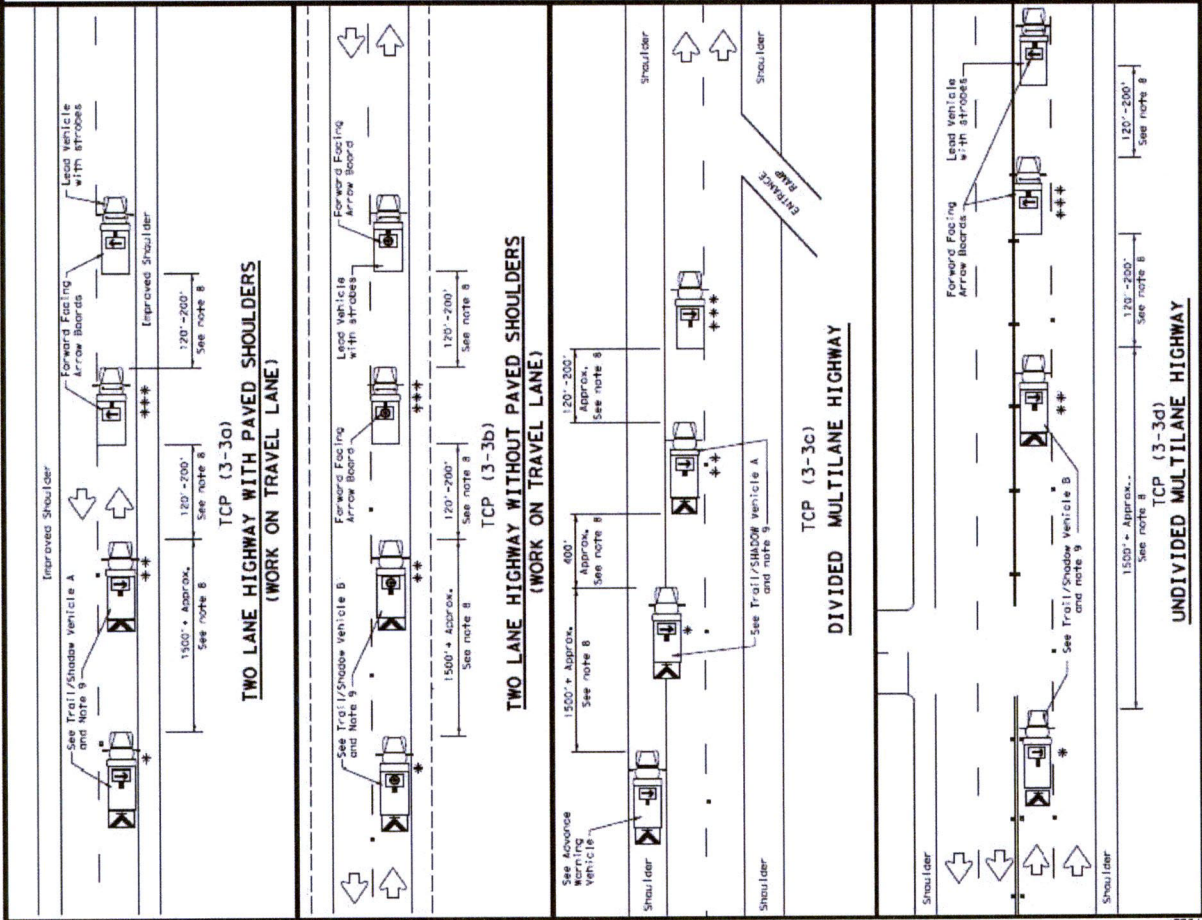 Improved Shoulder
See Trail/Shadow Vehicle A
and Note 9
Forward Facing
Arrow Boards
Lead Vehicle
with strobes
*
**
***
Improved Shoulder
1500'+ Approx.
See note 8
120'-200'
See note 8
120'-200'
See note 8
TCP (3-3a)
TWO LANE HIGHWAY WITH PAVED SHOULDERS
(WORK ON TRAVEL LANE)
See Trail/Shadow Vehicle B
and Note 9
Forward Facing
Arrow Board
Lead Vehicle
with strobes
Forward Facing
Arrow Board
*
**
***
1500'+ Approx.
See note 8
120'-200'
See note 8
120'-200'
See note 8
TCP (3-3b)
TWO LANE HIGHWAY WITHOUT PAVED SHOULDERS
(WORK ON TRAVEL LANE)
See Advance
Warning
Vehicle
1500'+ Approx.
See note 8
400'
Approx.
See note 8
120'-200'
Approx.
See note 8
Shoulder
Shoulder
*
**
***
Shoulder
Shoulder
ENTRANCE
RAMP
See Trail/SHADOW Vehicle A
and note 9
TCP (3-3c)
DIVIDED MULTILANE HIGHWAY
Shoulder
Forward Facing
Arrow Boards
Lead Vehicle
with strobes
*
**
***
Shoulder
See Trail/Shadow Vehicle B
and note 9
1500'+ Approx..
See note 8
120'-200'
See note 8
120'-200'
See note 8
TCP (3-3d)
UNDIVIDED MULTILANE HIGHWAY